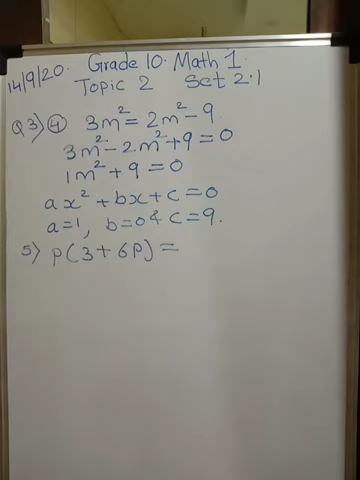 14/9/20. Grade 10. Math 1
Topic 2 Set 2.1
Q3) ④ 3m² = 2m² - 9
3m² - 2m² + 9 = 0
1m² + 9 = 0
ax² + bx + c = 0
a = 1, b = 0 & c = 9.
5) p(3 + 6p) =